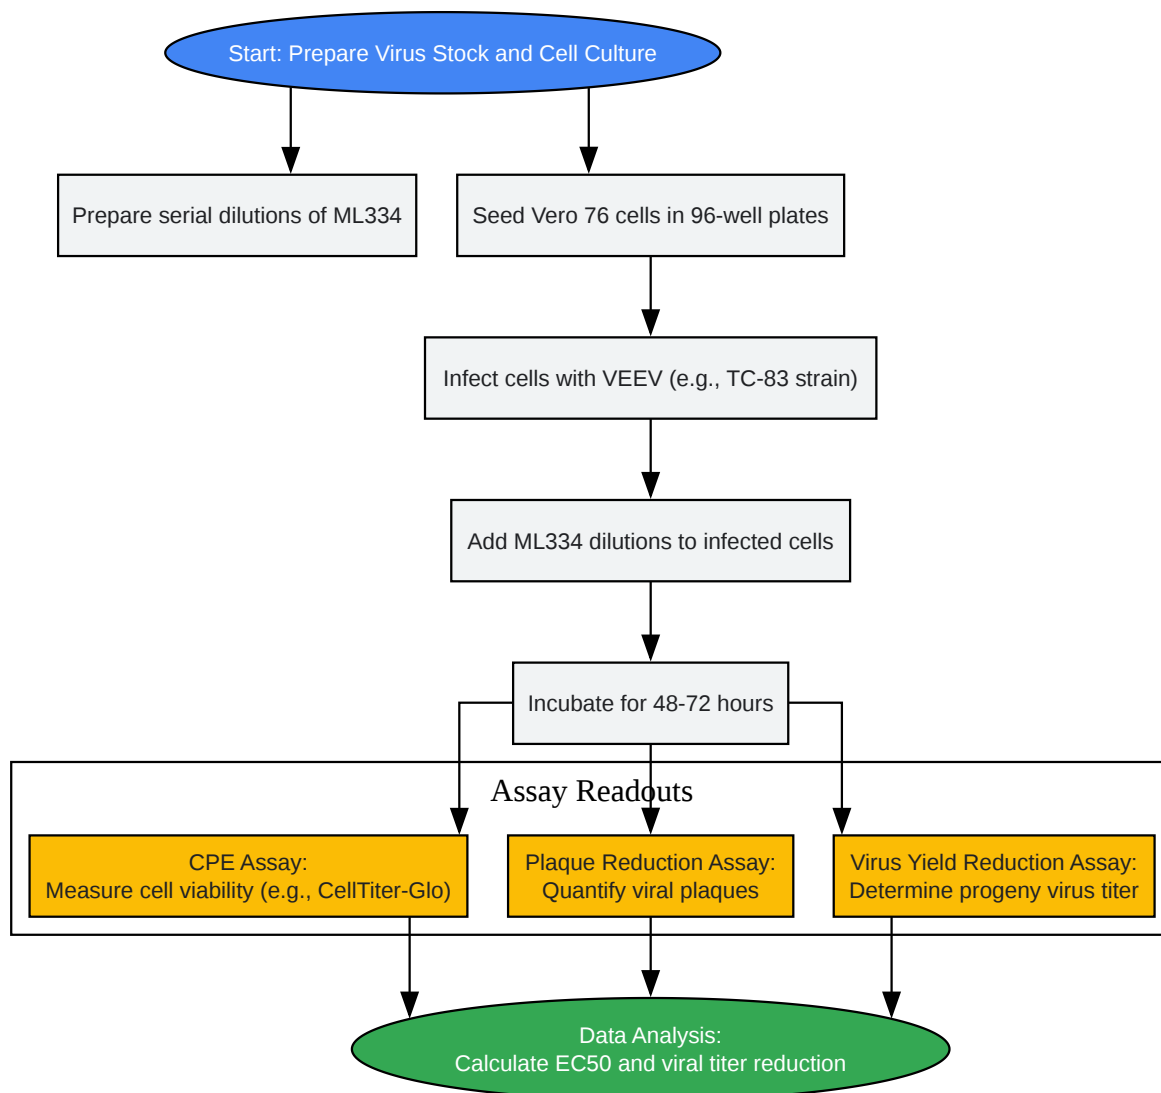 Start: Prepare Virus Stock and Cell Culture
Prepare serial dilutions of ML334
Seed Vero 76 cells in 96-well plates
Infect cells with VEEV (e.g., TC-83 strain)
Add ML334 dilutions to infected cells
Incubate for 48-72 hours
Assay Readouts
CPE Assay:
Measure cell viability (e.g., CellTiter-Glo)
Plaque Reduction Assay:
Quantify viral plaques
Virus Yield Reduction Assay:
Determine progeny virus titer
Data Analysis:
Calculate EC50 and viral titer reduction